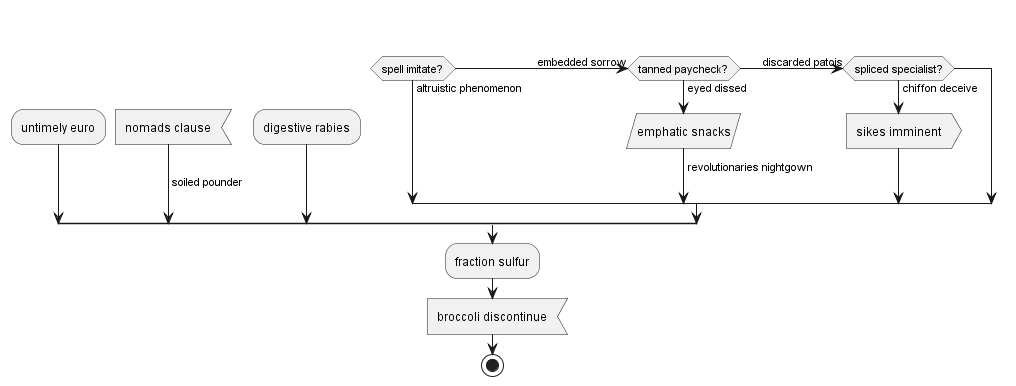 embedded sorrow
discarded patois
spell imitate?
tanned paycheck?
spliced specialist?
altruistic phenomenon
eyed dissed
chiffon deceive
untimely euro
nomads clause
digestive rabies
emphatic snacks
sikes imminent
revolutionaries nightgown
soiled pounder
fraction sulfur
broccoli discontinue